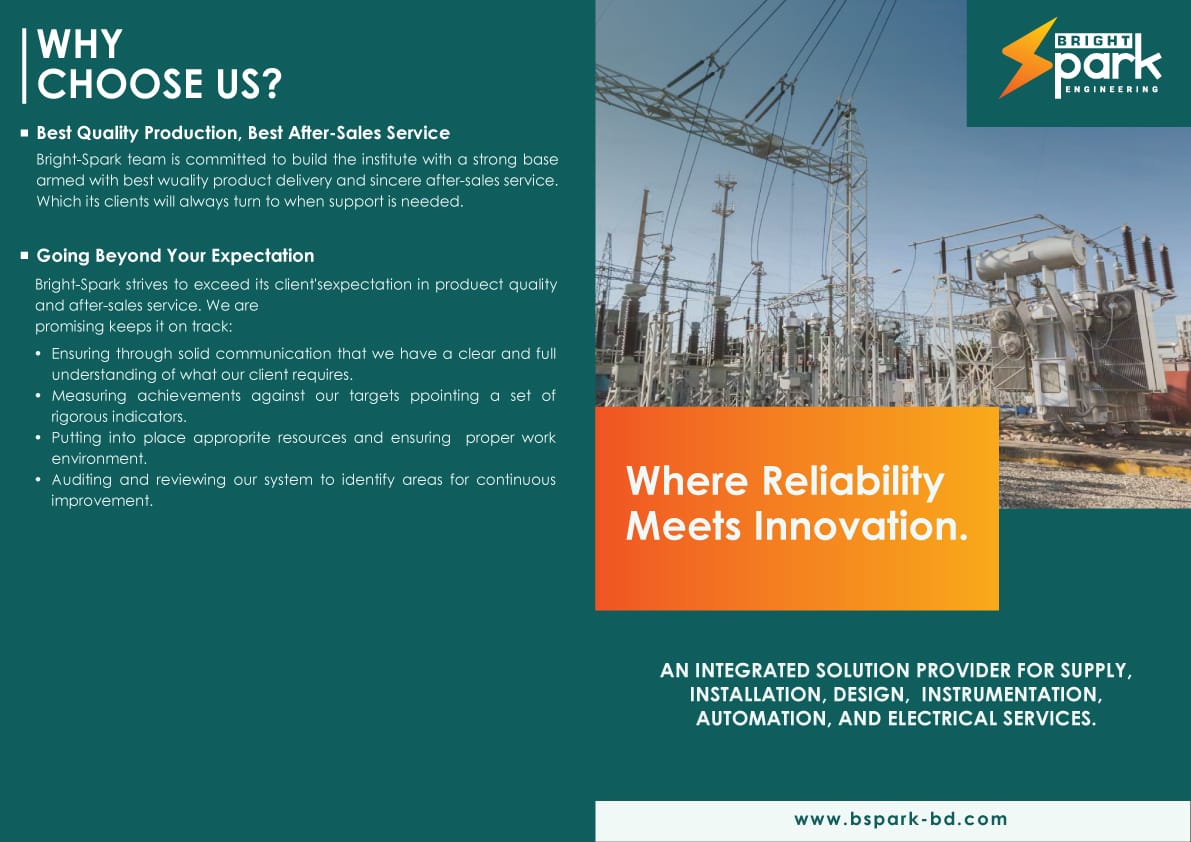 WHY
CHOOSE US?
Best Quality Production, Best After-Sales Service
Bright-Spark team is committed to build the institute with a strong base
armed with best wuality product delivery and sincere after-sales service.
Which its clients will always turn to when support is needed.
Going Beyond Your Expectation
Bright-Spark strives to exceed its client'sexpectation in produect quality
and after-sales service. We are
promising keeps it on track:
• Ensuring through solid communication that we have a clear and full
understanding of what our client requires.
• Measuring achievements against our targets ppointing a set of
rigorous indicators.
• Putting into place approprite resources and ensuring proper work
environment.
• Auditing and reviewing our system to identify areas for continuous
improvement.
BRIGHT
Spark
ENGINEERING
Where Reliability
Meets Innovation.
AN INTEGRATED SOLUTION PROVIDER FOR SUPPLY,
INSTALLATION, DESIGN, INSTRUMENTATION,
AUTOMATION, AND ELECTRICAL SERVICES.
www.bspark-bd.com